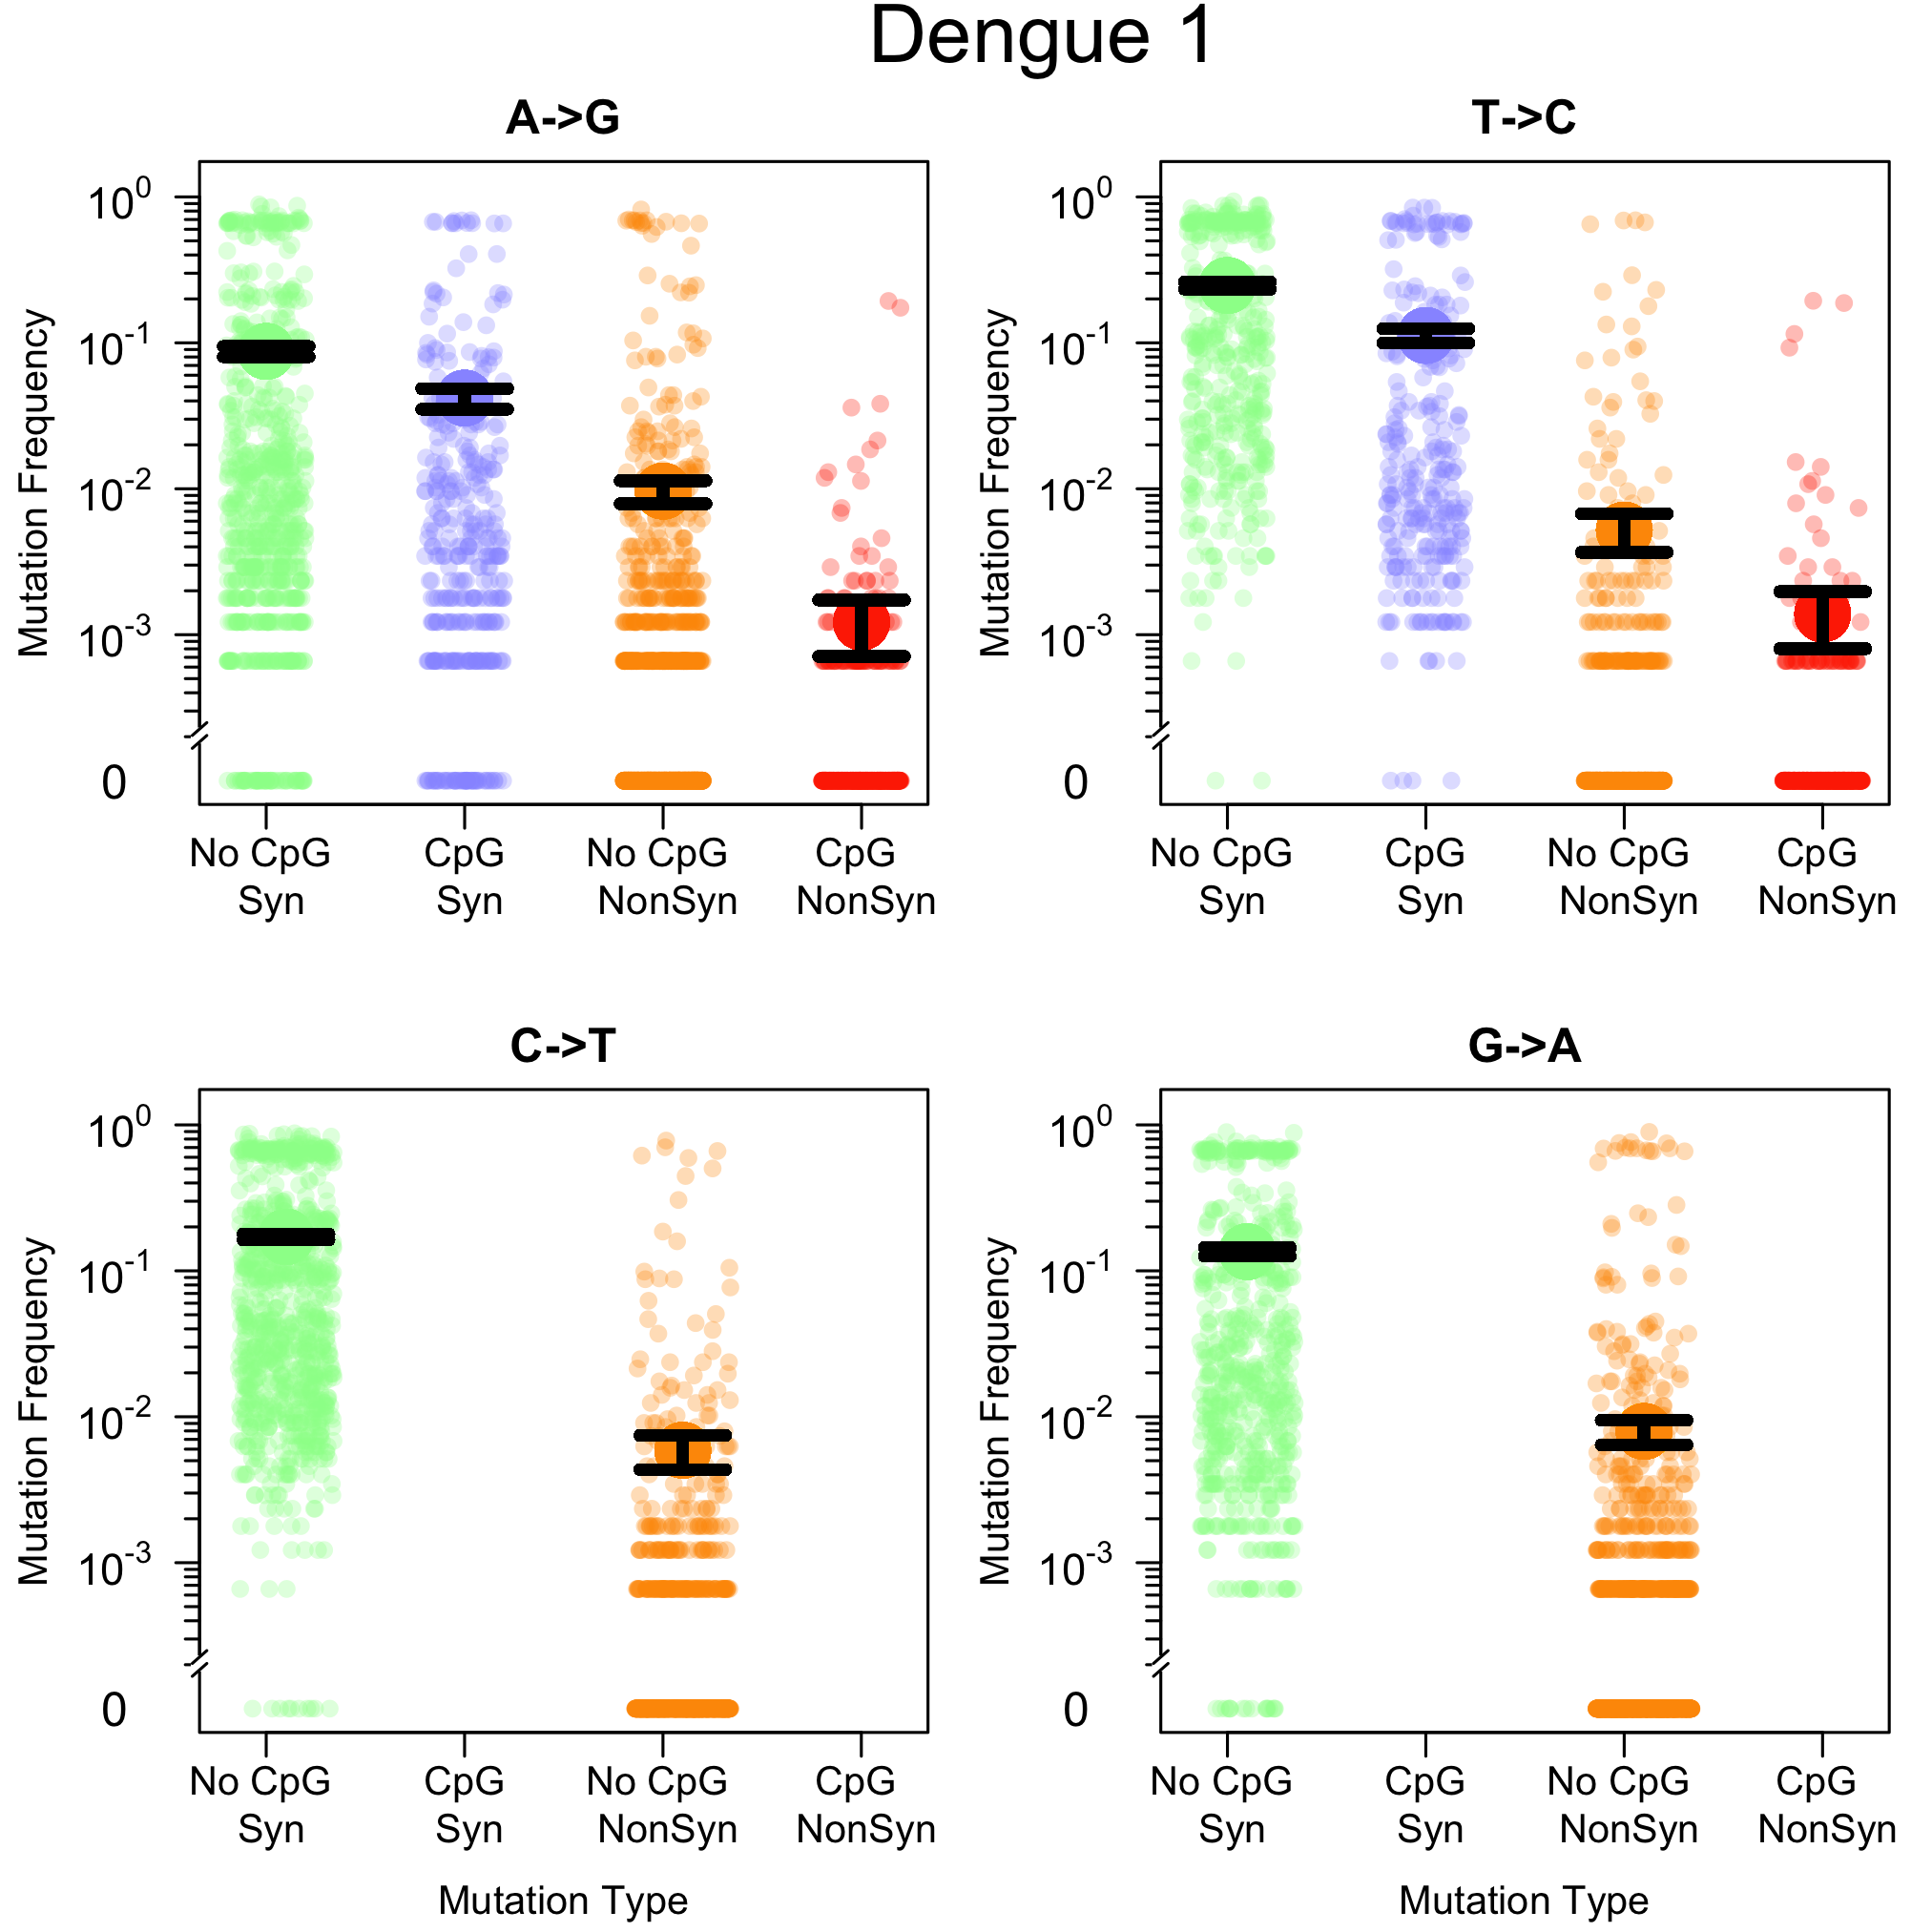 Dengue 1
A->G
Mutation Frequency
10^0
10^-1
10^-2
10^-3
0
No CpG CpG No CpG CpG
Syn Syn NonSyn NonSyn
T->C
Mutation Frequency
10^0
10^-1
10^-2
10^-3
0
No CpG CpG No CpG CpG
Syn Syn NonSyn NonSyn
C->T
Mutation Frequency
10^0
10^-1
10^-2
10^-3
0
No CpG CpG No CpG CpG
Syn Syn NonSyn NonSyn
Mutation Type
G->A
Mutation Frequency
10^0
10^-1
10^-2
10^-3
0
No CpG CpG No CpG CpG
Syn Syn NonSyn NonSyn
Mutation Type